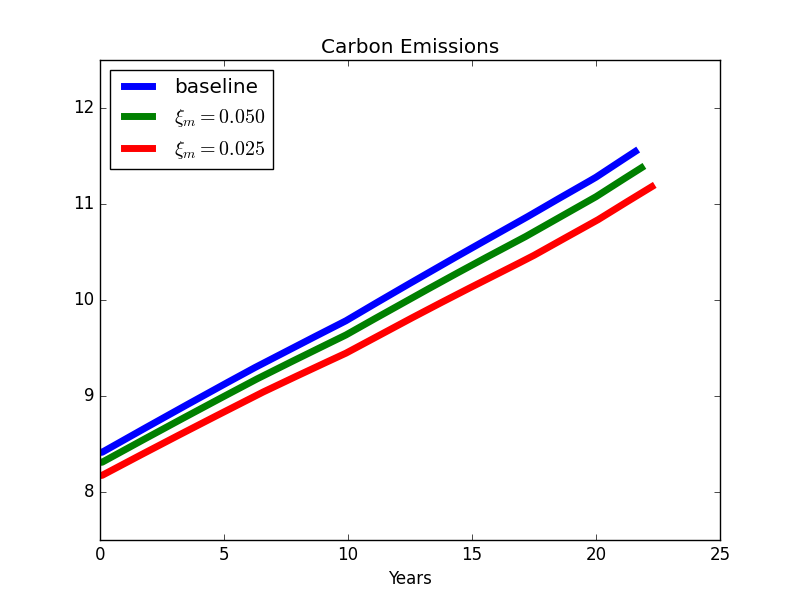 Carbon Emissions
baseline
ξₘ = 0.050
ξₘ = 0.025
12
11
10
9
8
0 5 10 15 20 25
Years